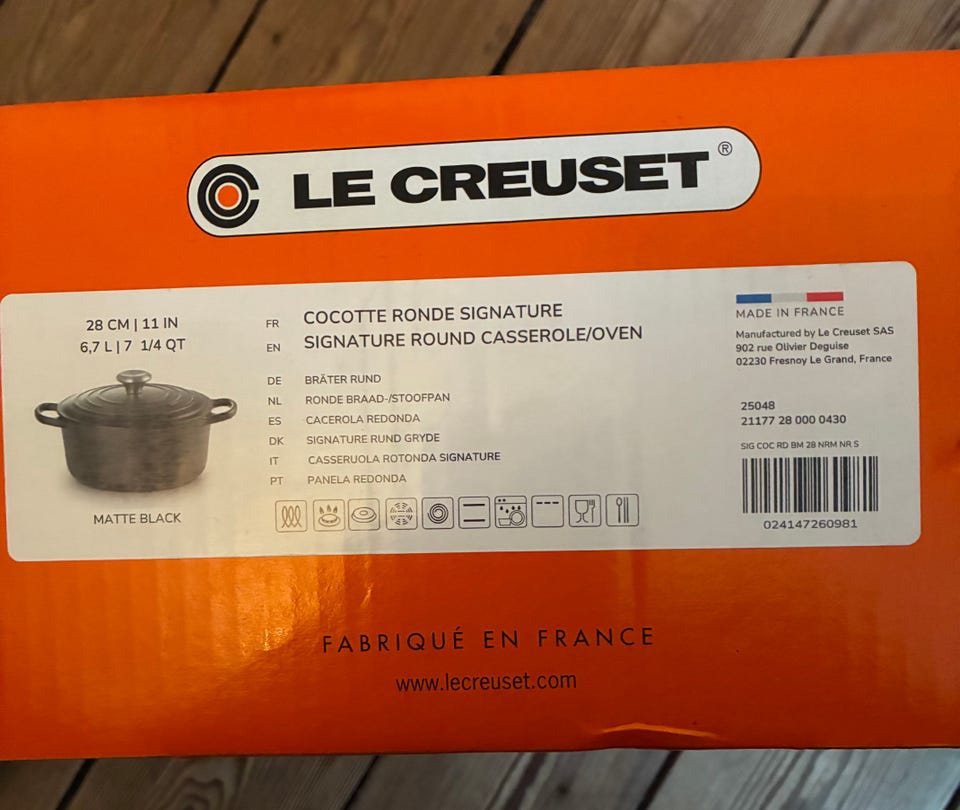 LE CREUSET ®
28 CM | 11 IN
6,7 L | 7 1/4 QT
MATTE BLACK
FR COCOTTE RONDE SIGNATURE
EN SIGNATURE ROUND CASSEROLE/OVEN
DE BRÄTER RUND
NL RONDE BRAAD-/STOOFPAN
ES CACEROLA REDONDA
DK SIGNATURE RUND GRYDE
IT CASSERUOLA ROTONDA SIGNATURE
PT PANELA REDONDA
MADE IN FRANCE
Manufactured by Le Creuset SAS
902 rue Olivier Deguise
02230 Fresnoy Le Grand, France
25048
21177 28 000 0430
SIG COC RD BM 28 NRM NR S
024147260981
FABRIQUÉ EN FRANCE
www.lecreuset.com